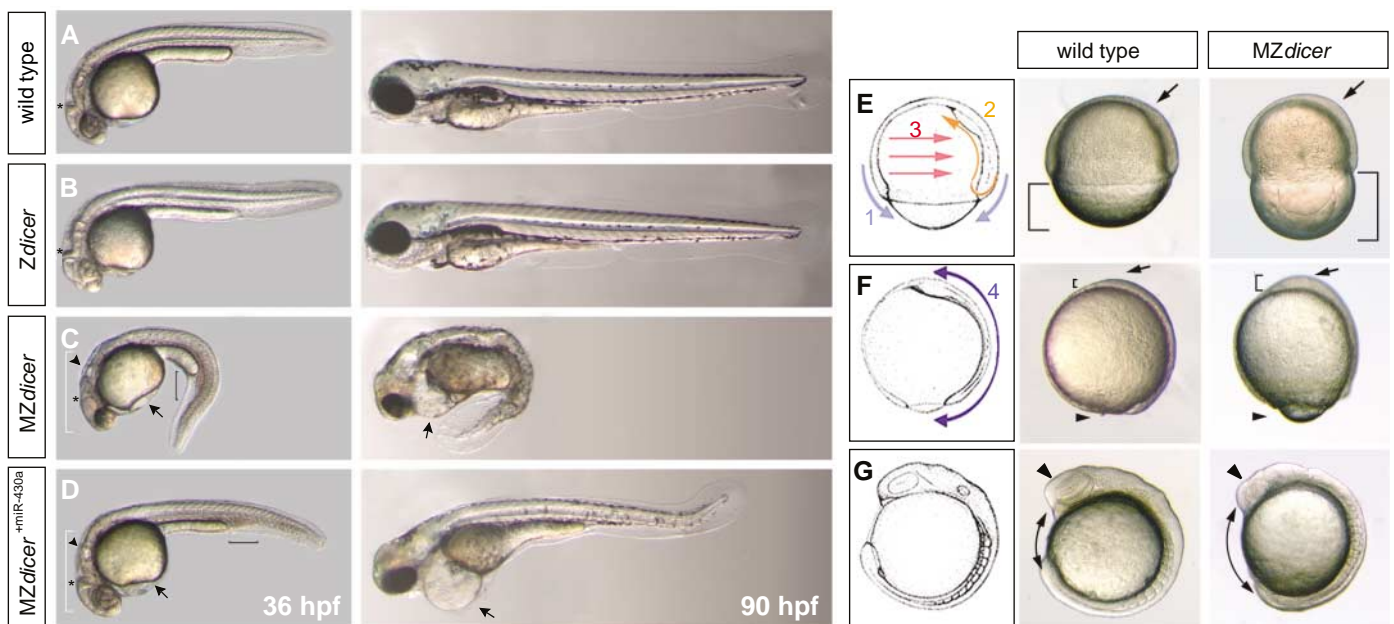 wild type
A
*
Zdicer
B
*
MZdicer
C
*
MZdicer +miR-430a
D
*
36 hpf
90 hpf
wild type
MZdicer
E
1
2
3
F
4
G